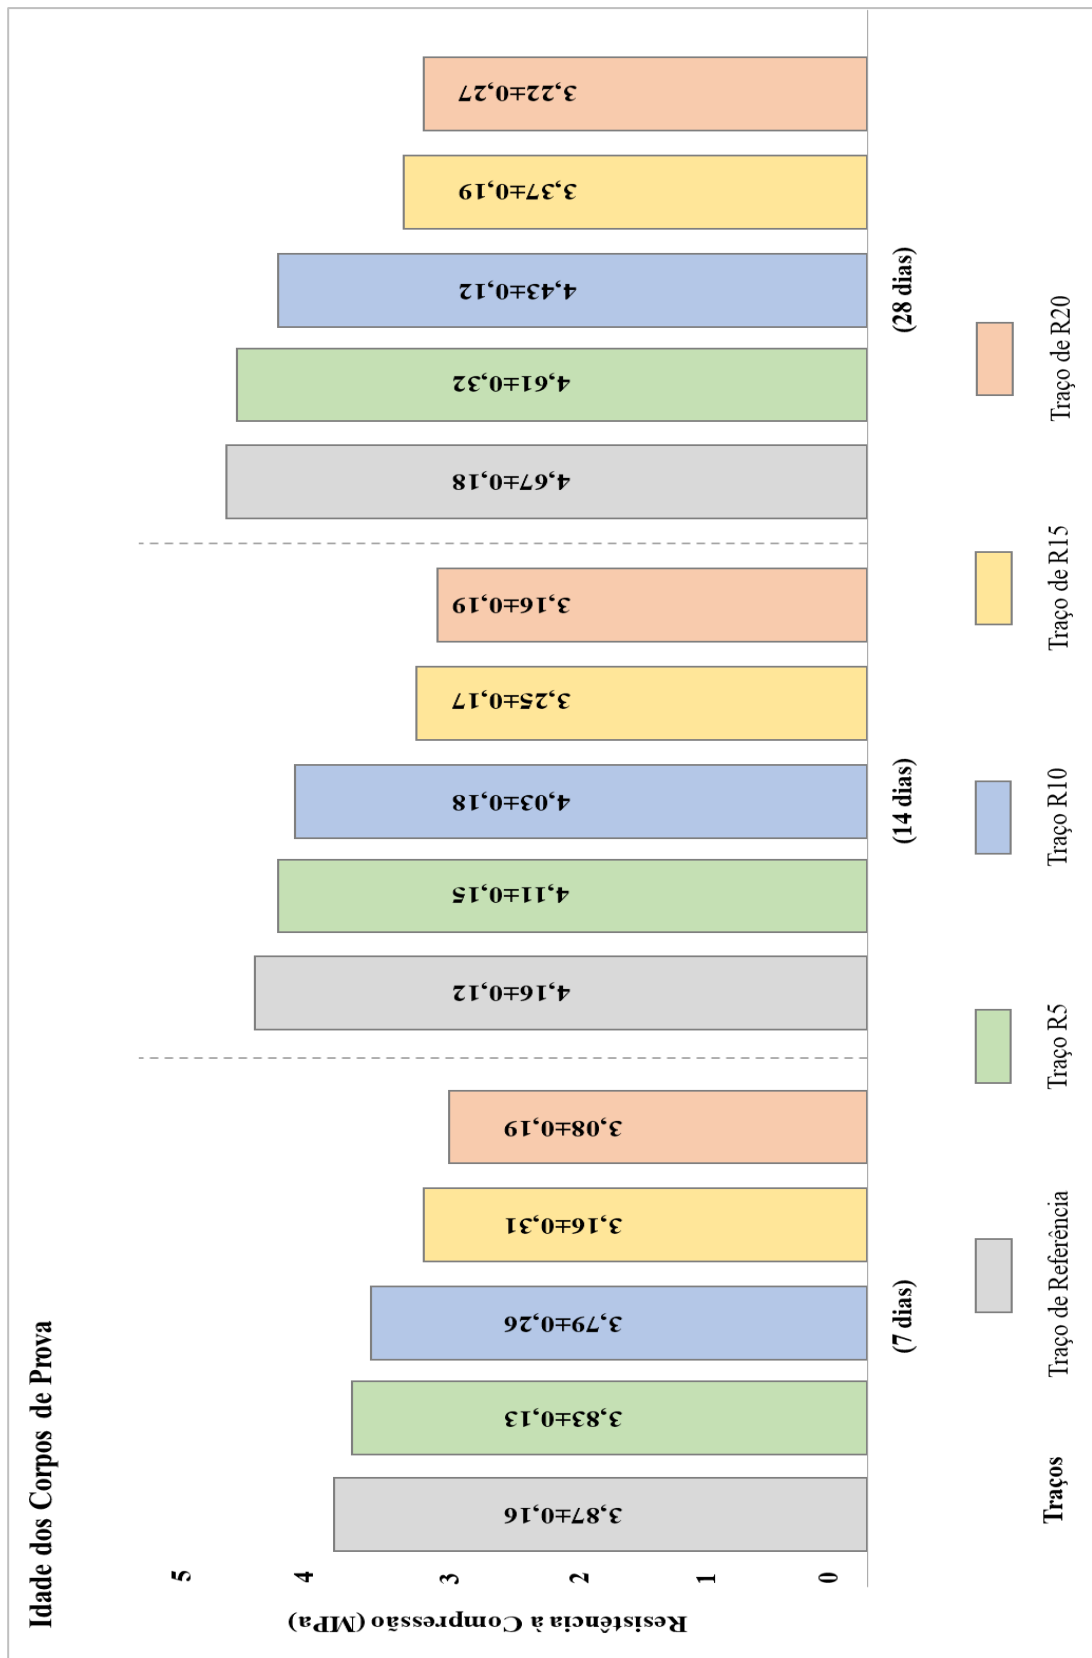 Idade dos Corpos de Prova
Resistência à Compressão (MPa)
5
4
3
2
1
0
3,87±0,16
3,83±0,13
3,79±0,26
3,16±0,31
3,08±0,19
4,16±0,12
4,11±0,15
4,03±0,18
3,25±0,17
3,16±0,19
4,67±0,18
4,61±0,32
4,43±0,12
3,37±0,19
3,22±0,27
(7 dias)
(14 dias)
(28 dias)
Traços
Traço de Referência
Traço R5
Traço R10
Traço de R15
Traço de R20